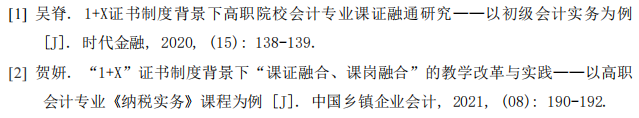 [1] 吴脊. 1+X证书制度背景下高职院校会计专业课证融通研究——以初级会计实务为例
[J]. 时代金融, 2020, (15): 138-139.
[2] 贺妍. “1+X”证书制度背景下“课证融合、课岗融合”的教学改革与实践——以高职
会计专业《纳税实务》课程为例 [J]. 中国乡镇企业会计, 2021, (08): 190-192.